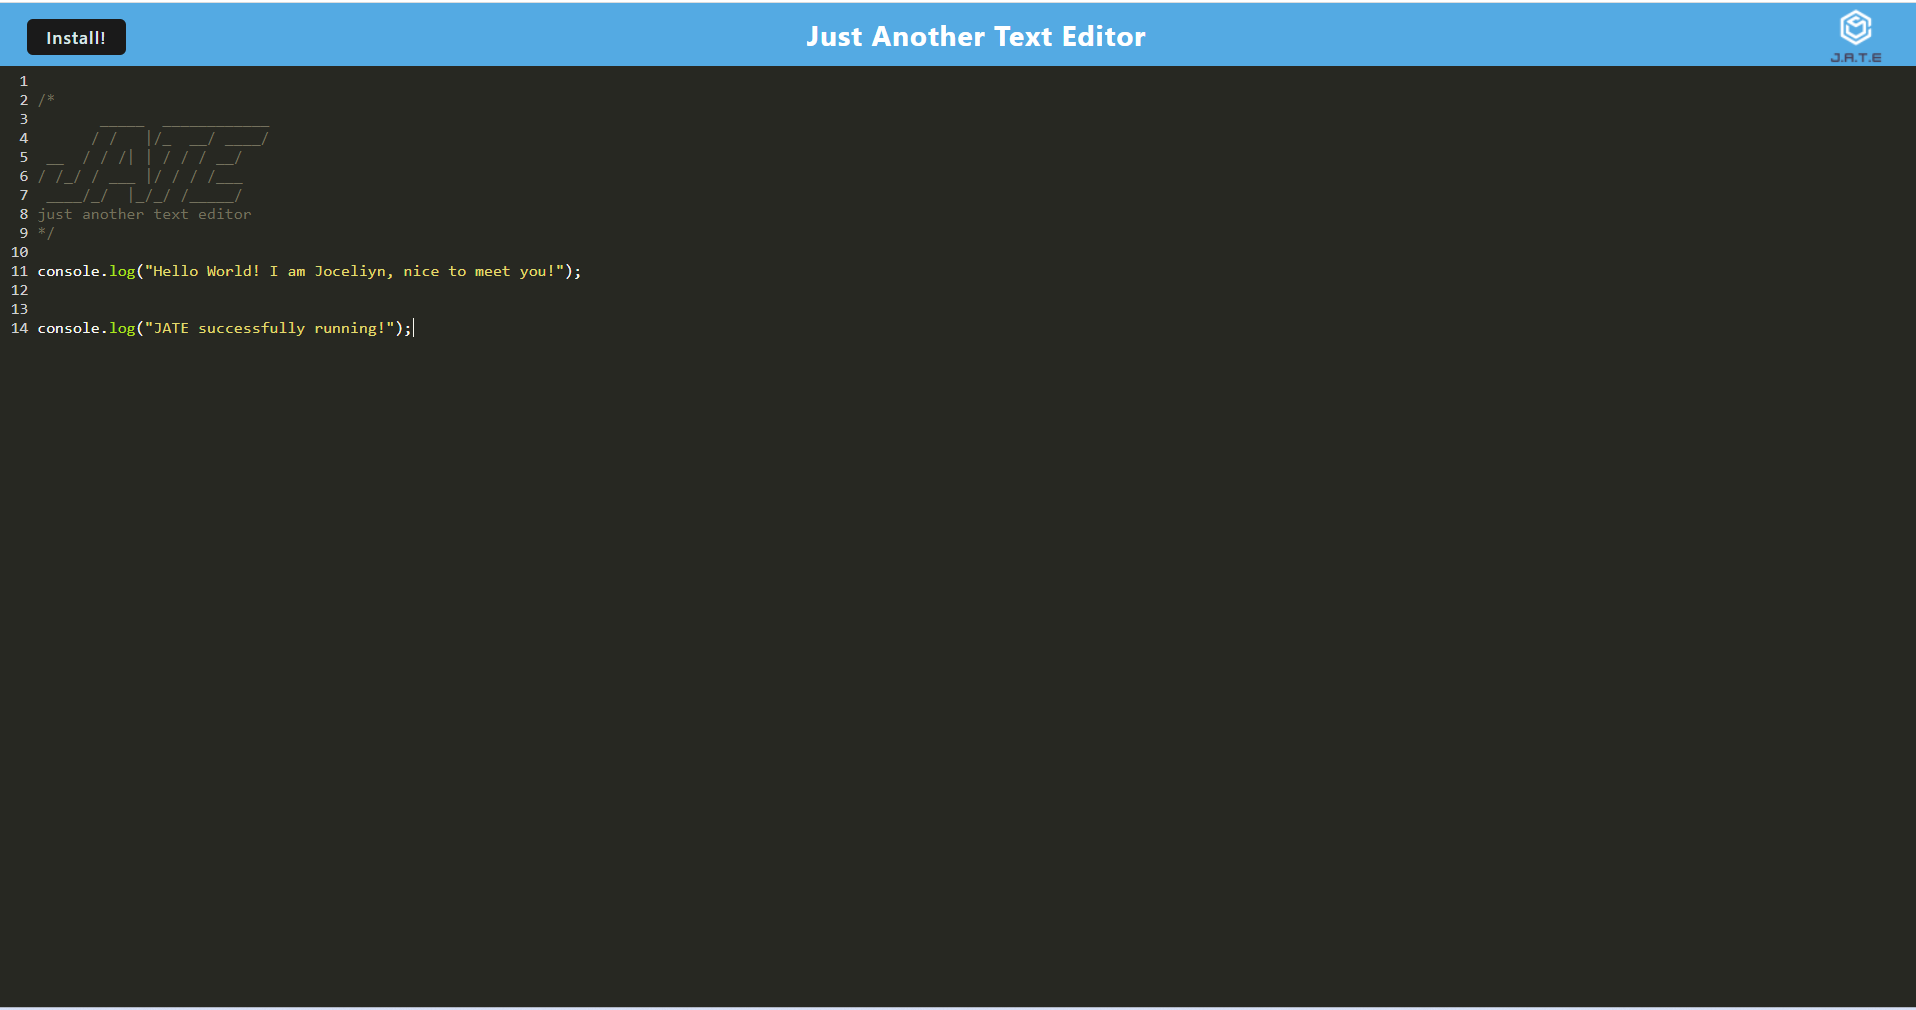 Install!
Just Another Text Editor
J.A.T.E
1
2 /*
3        _____  ____________
4       / /   |/_  __/ ____/
5  __  / / /| | / / / __/
6 / /_/ / ___ |/ / / /___
7  ____/_/  |_/_/ /_____/
8 just another text editor
9 */
10
11 console.log("Hello World! I am Joceliyn, nice to meet you!");
12
13
14 console.log("JATE successfully running!");